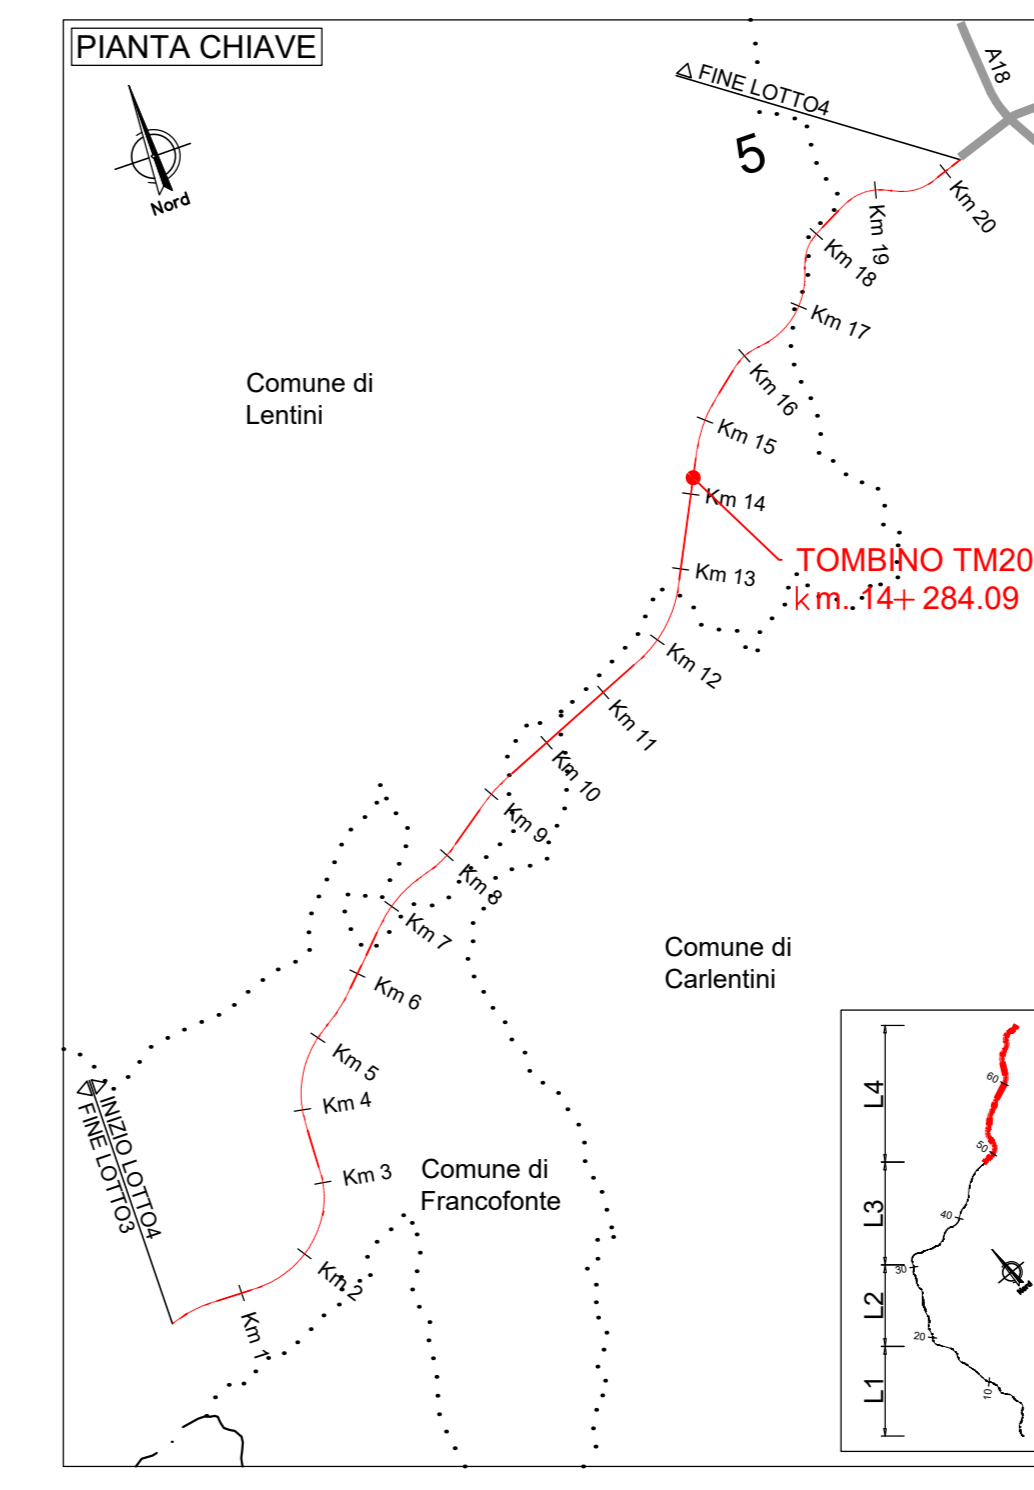 PIANTA CHIAVE
Nord
FINE LOTTO4
A18
5
Km 20
Km 19
Km 18
Km 17
Comune di
Lentini
Km 16
Km 15
Km 14
TOMBINO TM20
km. 14+ 284.09
Km 13
Km 12
Km 11
Km 10
Km 9
Km 8
Km 7
Comune di
Carlentini
Km 6
Km 5
Km 4
INIZIO LOTTO4
FINE LOTTO3
Km 3
Comune di
Francofonte
Km 2
Km 1
L4
60
50
L3
40
30
L2
20
L1
10